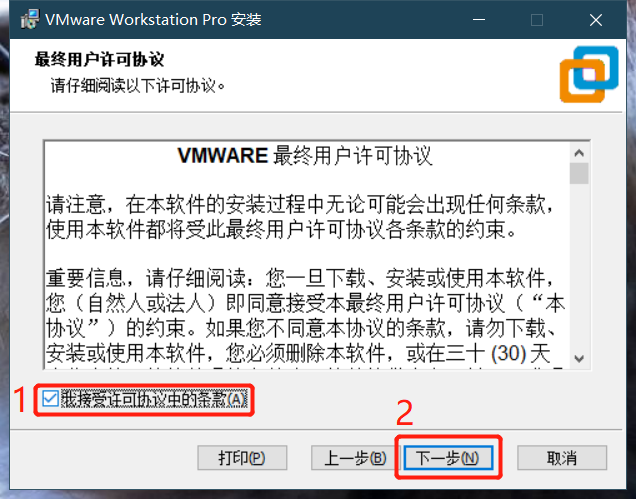 VMware Workstation Pro 安装
最终用户许可协议
请仔细阅读以下许可协议。
VMWARE 最终用户许可协议
请注意，在本软件的安装过程中无论可能会出现任何条款，
使用本软件都将受此最终用户许可协议各条款的约束。
重要信息，请仔细阅读：您一旦下载、安装或使用本软件，
您（自然人或法人）即同意接受本最终用户许可协议（“本
协议”）的约束。如果您不同意本协议的条款，请勿下载、
安装或使用本软件，您必须删除本软件，或在三十 (30) 天
1
我接受许可协议中的条款(A)
2
打印(P)
上一步(B)
下一步(N)
取消